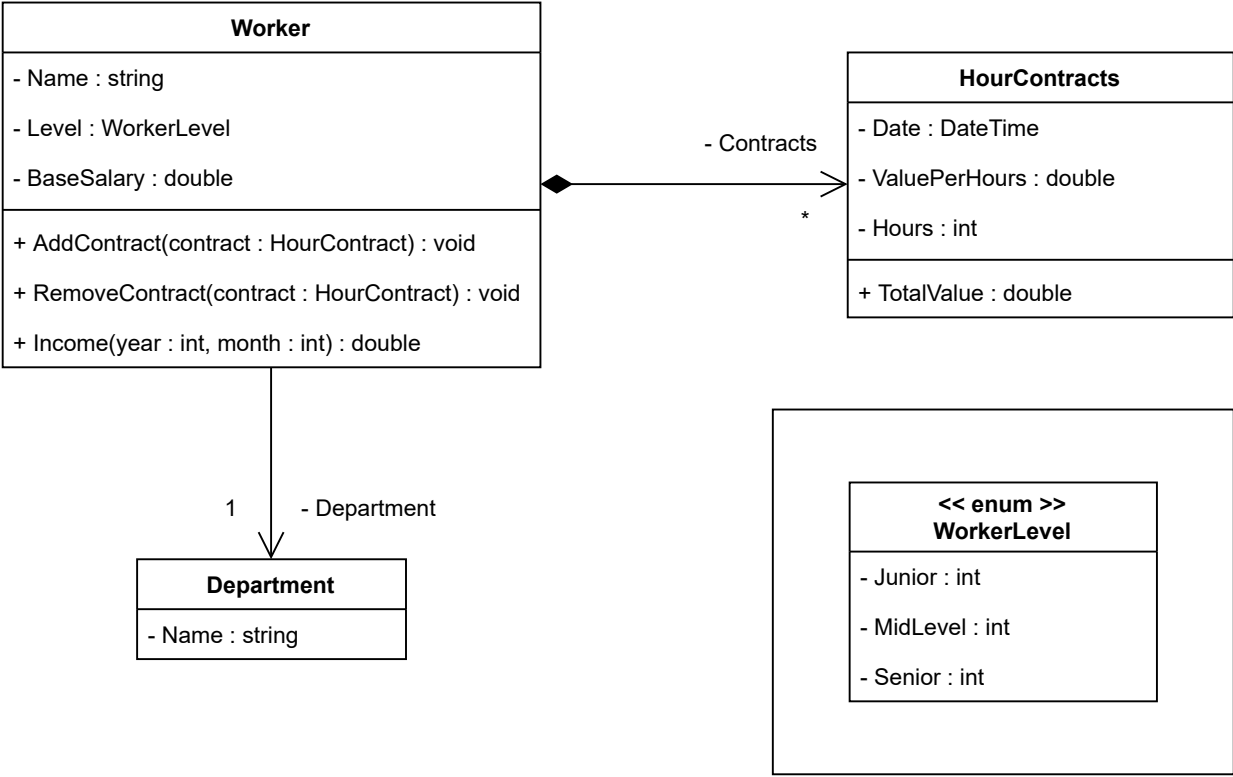 Worker
- Name : string
- Level : WorkerLevel
- BaseSalary : double
+ AddContract(contract : HourContract) : void
+ RemoveContract(contract : HourContract) : void
+ Income(year : int, month : int) : double
- Contracts
*
HourContracts
- Date : DateTime
- ValuePerHours : double
- Hours : int
+ TotalValue : double
1
- Department
Department
- Name : string
<< enum >>
WorkerLevel
- Junior : int
- MidLevel : int
- Senior : int